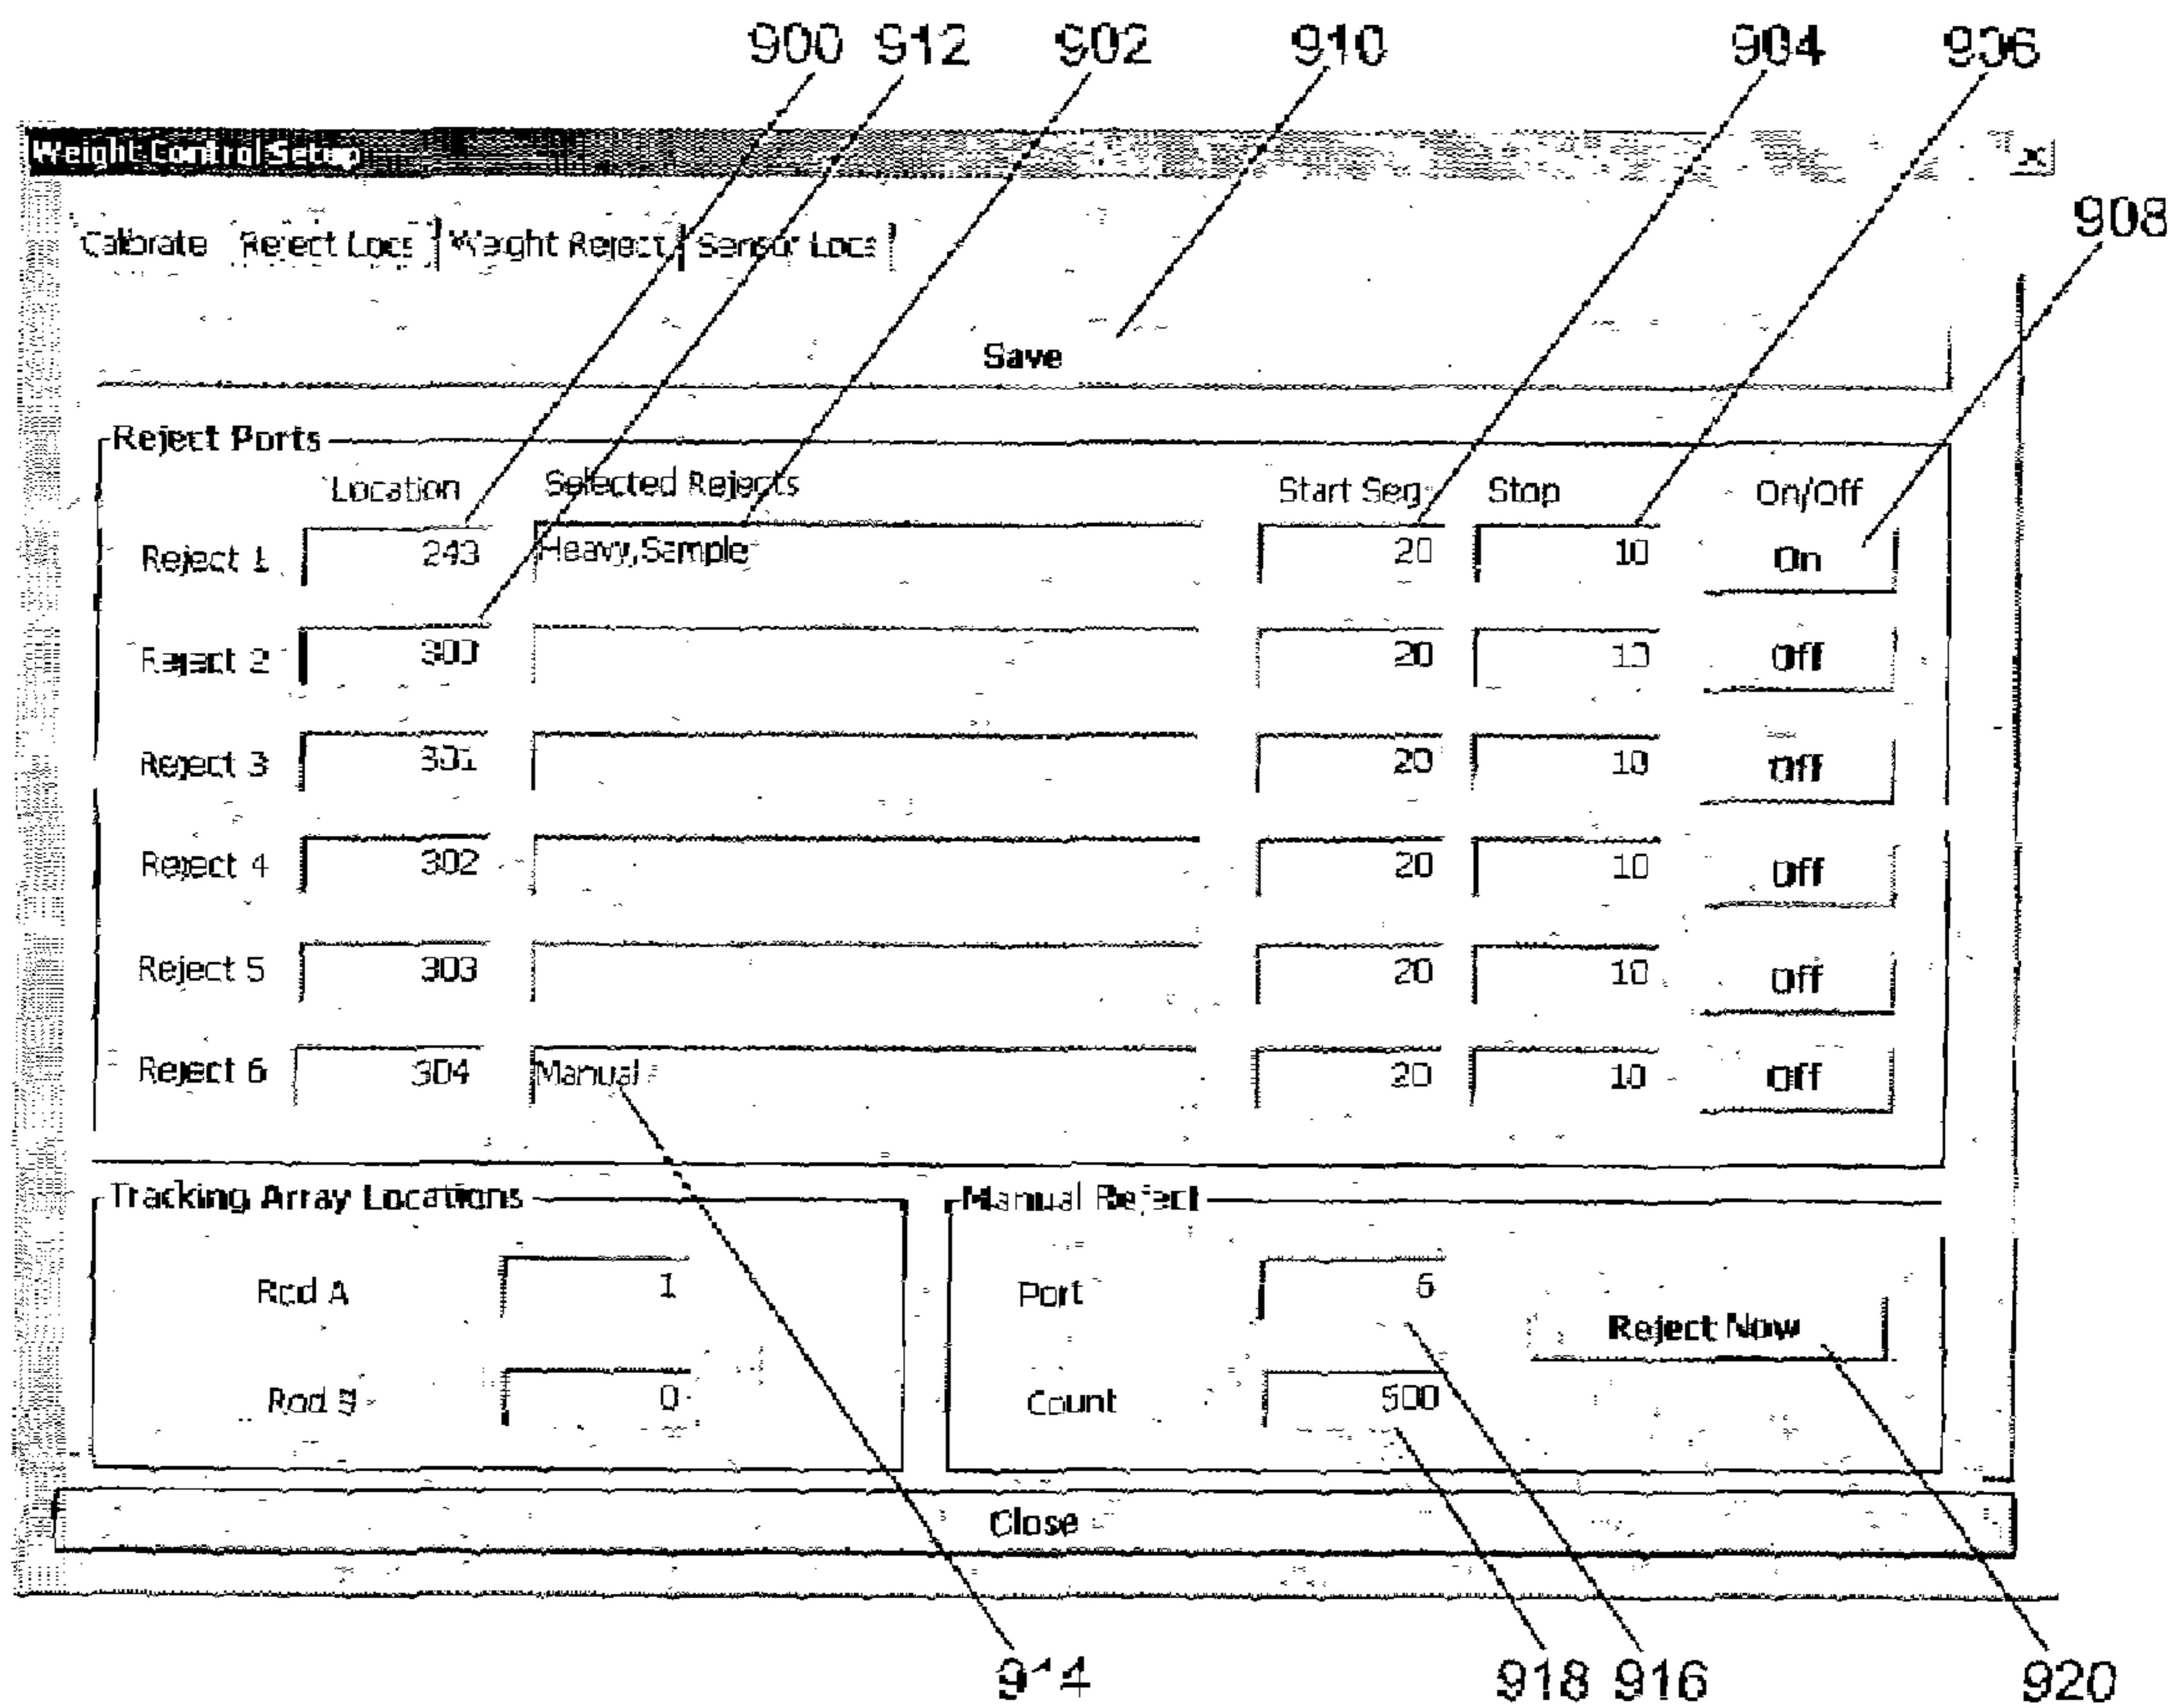 900 912 902 910 904 906
Weight Control Setup
908
Calibrate Reject Locs Weight Reject Sensor Locs
Save
Reject Ports
Location Selected Rejects Start Seg Stop On/Off
Reject 1 243 Heavy,Sample 20 10 On
Reject 2 300 20 10 Off
Reject 3 301 20 10 Off
Reject 4 302 20 10 Off
Reject 5 303 20 10 Off
Reject 6 304 Manual 20 10 Off
Tracking Array Locations Manual Reject
Rod A 1 Port 6
Reject Now
Rod B 0 Count 500
Close
914 918 916 920